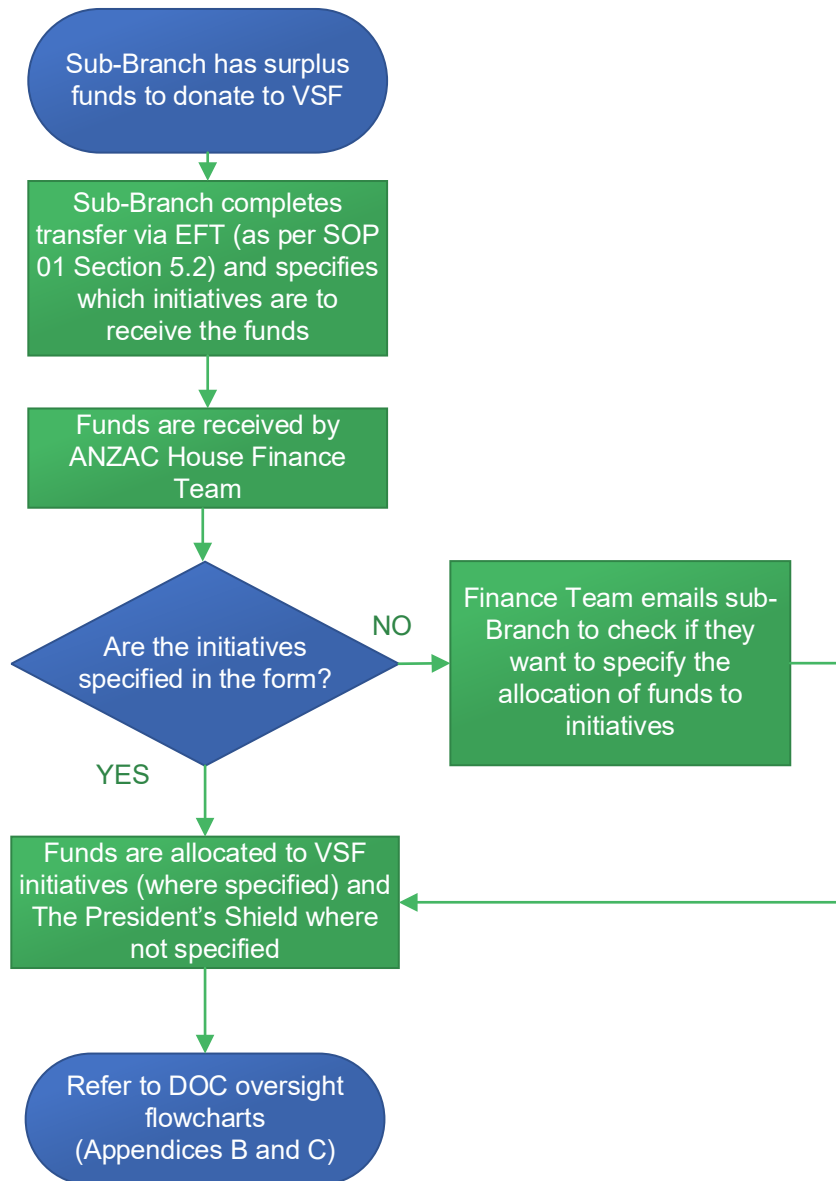 Sub-Branch has surplus
funds to donate to VSF
Sub-Branch completes
transfer via EFT (as per SOP
01 Section 5.2) and specifies
which initiatives are to
receive the funds
Funds are received by
ANZAC House Finance
Team
Are the initiatives
specified in the form?
NO
Finance Team emails sub-
Branch to check if they
want to specify the
allocation of funds to
initiatives
YES
Funds are allocated to VSF
initiatives (where specified) and
The President’s Shield where
not specified
Refer to DOC oversight
flowcharts
(Appendices B and C)